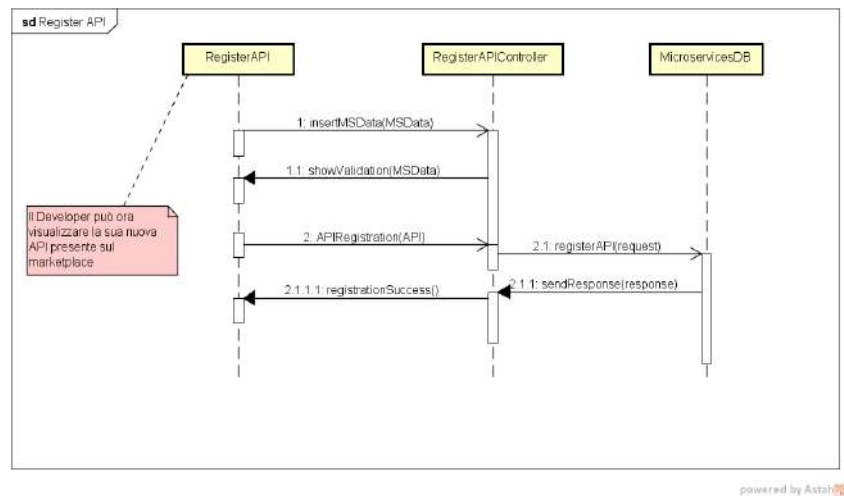 sd Register API
RegisterAPI
RegisterAPIController
MicroservicesDB
1: insertMSData(MSData)
1.1: showValidation(MSData)
Il Developer può ora
visualizzare la sua nuova
API presente sul
marketplace
2: APIRegistration(API)
2.1: registerAPI(request)
2.1.1: sendResponse(response)
2.1.1.1: registrationSuccess()
powered by Astah